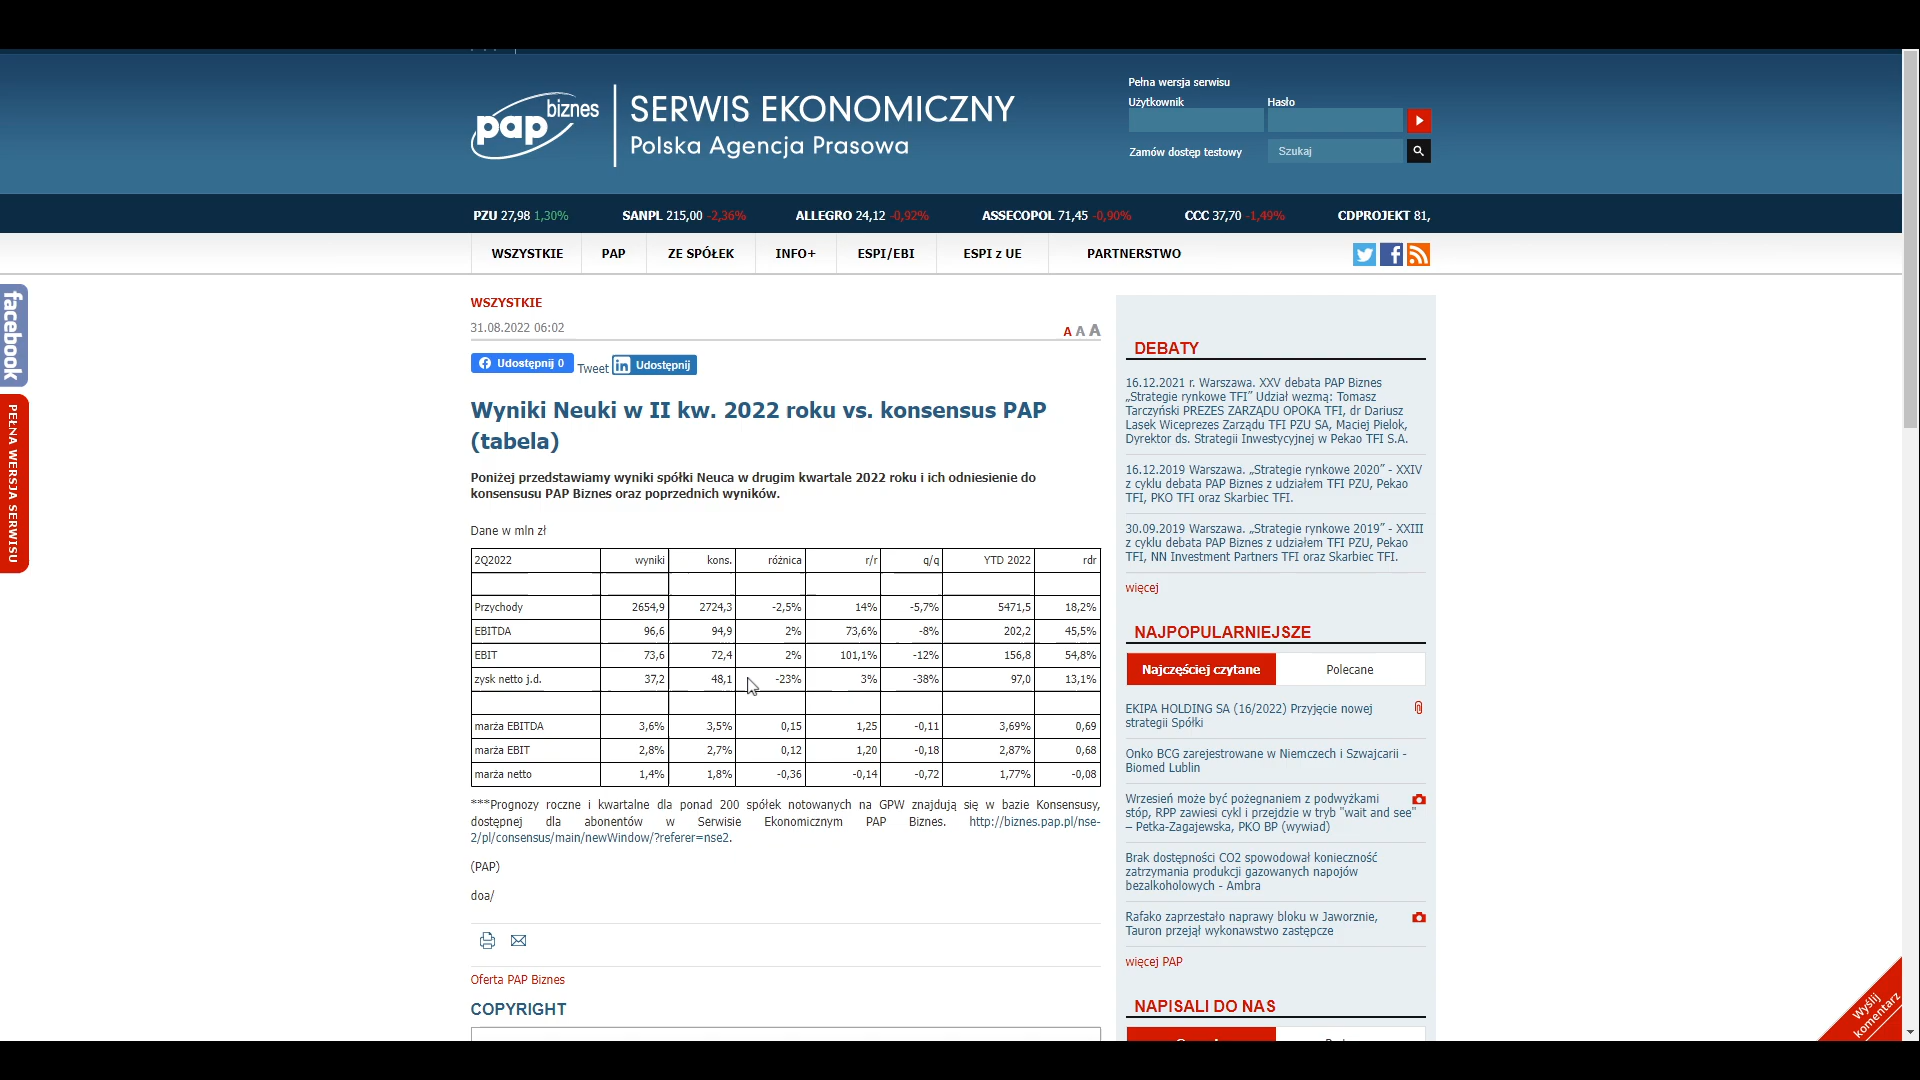 biznes
pap
SERWIS EKONOMICZNY
Polska Agencja Prasowa
Pełna wersja serwisu
Użytkownik Hasło
Zamów dostęp testowy Szukaj
PZU 27,98 1,30% SANPL 215,00 -2,36% ALLEGRO 24,12 -0,92% ASSECOPOL 71,45 -0,90% CCC 37,70 -1,49% CDPROJEKT 81,
WSZYSTKIE PAP ZE SPÓŁEK INFO+ ESPI/EBI ESPI z UE PARTNERSTWO
facebook
PEŁNA WERSJA SERWISU
WSZYSTKIE
31.08.2022 06:02
A A A
Udostępnij 0 Tweet in Udostępnij
Wyniki Neuki w II kw. 2022 roku vs. konsensus PAP
(tabela)
Poniżej przedstawiamy wyniki spółki Neuca w drugim kwartale 2022 roku i ich odniesienie do
konsensusu PAP Biznes oraz poprzednich wyników.
Dane w mln zł
2Q2022 wyniki kons. różnica r/r q/q YTD 2022 rdr
Przychody 2654,9 2724,3 -2,5% 14% -5,7% 5471,5 18,2%
EBITDA 96,6 94,9 2% 73,6% -8% 202,2 45,5%
EBIT 73,6 72,4 2% 101,1% -12% 156,8 54,8%
zysk netto j.d. 37,2 48,1 -23% 3% -38% 97,0 13,1%
marża EBITDA 3,6% 3,5% 0,15 1,25 -0,11 3,69% 0,69
marża EBIT 2,8% 2,7% 0,12 1,20 -0,18 2,87% 0,68
marża netto 1,4% 1,8% -0,36 -0,14 -0,72 1,77% -0,08
***Prognozy roczne i kwartalne dla ponad 200 spółek notowanych na GPW znajdują się w bazie Konsensusy,
dostępnej dla abonentów w Serwisie Ekonomicznym PAP Biznes. http://biznes.pap.pl/nse-
2/pl/consensus/main/newWindow/?referer=nse2.
(PAP)
doa/
Oferta PAP Biznes
COPYRIGHT
DEBATY
16.12.2021 r. Warszawa. XXV debata PAP Biznes
„Strategie rynkowe TFI” Udział wezmą: Tomasz
Tarczyński PREZES ZARZĄDU OPOKA TFI, dr Dariusz
Lasek Wiceprezes Zarządu TFI PZU SA, Maciej Pielok,
Dyrektor ds. Strategii Inwestycyjnej w Pekao TFI S.A.
16.12.2019 Warszawa. „Strategie rynkowe 2020” - XXIV
z cyklu debata PAP Biznes z udziałem TFI PZU, Pekao
TFI, PKO TFI oraz Skarbiec TFI.
30.09.2019 Warszawa. „Strategie rynkowe 2019” - XXIII
z cyklu debata PAP Biznes z udziałem TFI PZU, Pekao
TFI, NN Investment Partners TFI oraz Skarbiec TFI.
więcej
NAJPOPULARNIEJSZE
Najczęściej czytane Polecane
EKIPA HOLDING SA (16/2022) Przyjęcie nowej
strategii Spółki
Onko BCG zarejestrowane w Niemczech i Szwajcarii -
Biomed Lublin
Wrzesień może być pożegnaniem z podwyżkami
stóp, RPP zawiesi cykl i przejdzie w tryb "wait and see"
– Petka-Zagajewska, PKO BP (wywiad)
Brak dostępności CO2 spowodował konieczność
zatrzymania produkcji gazowanych napojów
bezalkoholowych - Ambra
Rafako zaprzestało naprawy bloku w Jaworznie,
Tauron przejął wykonawstwo zastępcze
więcej PAP
NAPISALI DO NAS
Wyślij
komentarz